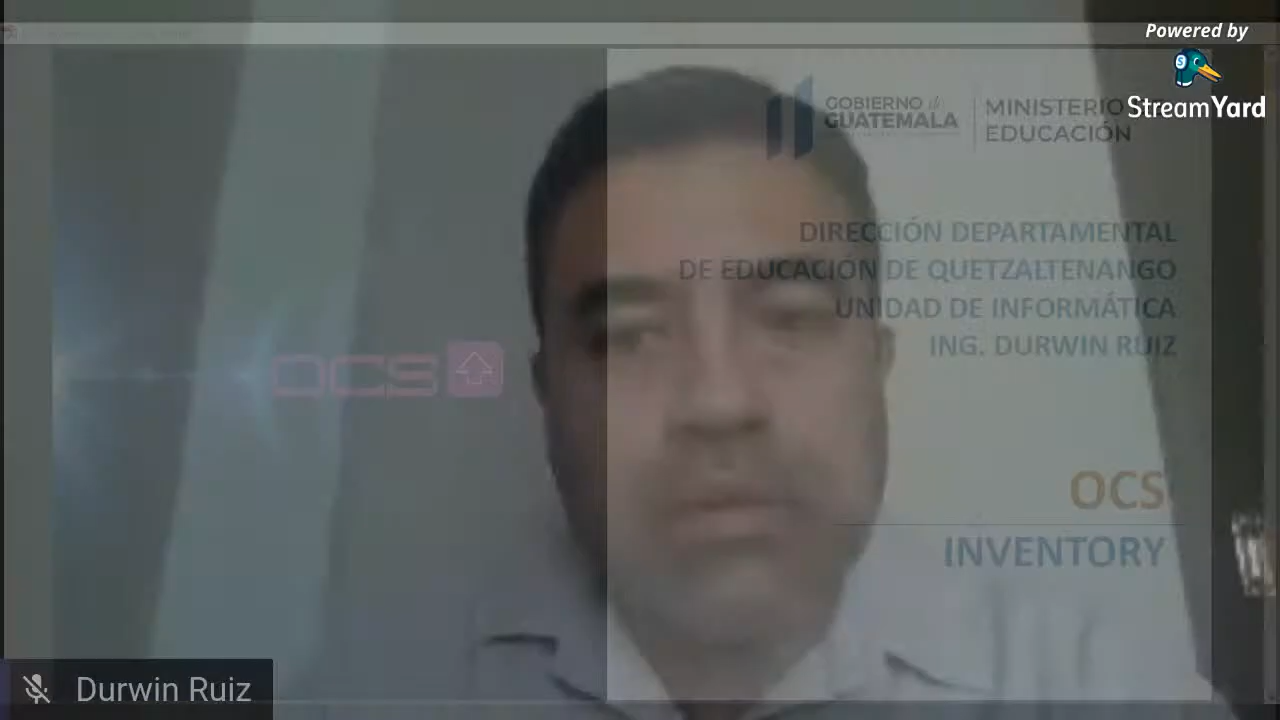 Powered by
StreamYard
GOBIERNO de
GUATEMALA
MINISTERIO
EDUCACIÓN
DIRECCIÓN DEPARTAMENTAL
DE EDUCACIÓN DE QUETZALTENANGO
UNIDAD DE INFORMÁTICA
ING. DURWIN RUIZ
OCS
OCS
INVENTORY
Durwin Ruiz